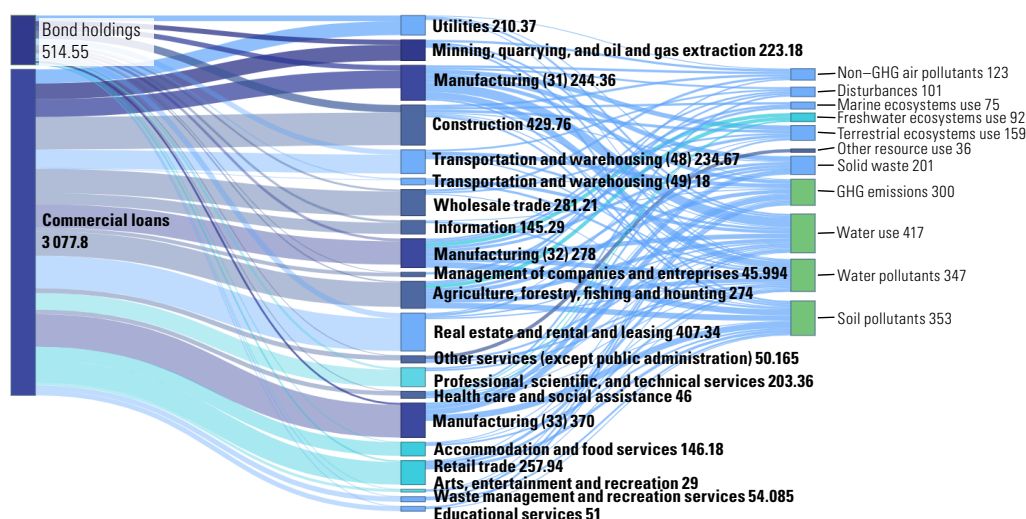 Bond holdings
514.55
Commercial loans
3 077.8
Utilities 210.37
Minning, quarrying, and oil and gas extraction 223.18
Manufacturing (31) 244.36
Construction 429.76
Transportation and warehousing (48) 234.67
Transportation and warehousing (49) 18
Wholesale trade 281.21
Information 145.29
Manufacturing (32) 278
Management of companies and entreprises 45.994
Agriculture, forestry, fishing and hounting 274
Real estate and rental and leasing 407.34
Other services (except public administration) 50.165
Professional, scientific, and technical services 203.36
Health care and social assistance 46
Manufacturing (33) 370
Accommodation and food services 146.18
Retail trade 257.94
Arts, entertainment and recreation 29
Waste management and recreation services 54.085
Educational services 51
Non–GHG air pollutants 123
Disturbances 101
Marine ecosystems use 75
Freshwater ecosystems use 92
Terrestrial ecosystems use 159
Other resource use 36
Solid waste 201
GHG emissions 300
Water use 417
Water pollutants 347
Soil pollutants 353